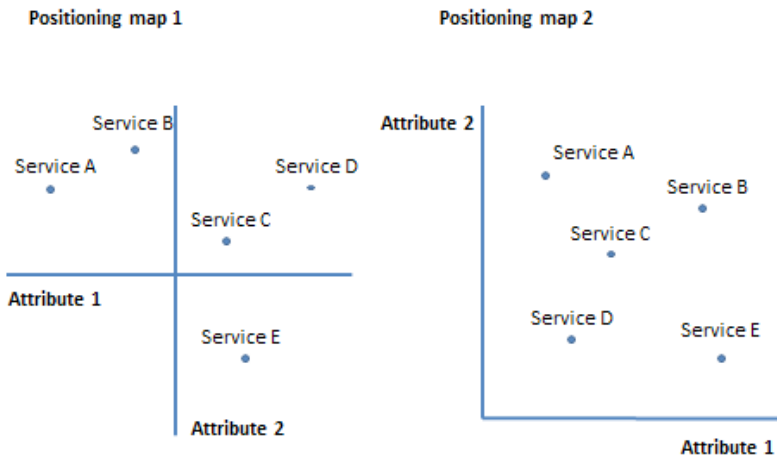 Positioning map 1
Positioning map 2
Service B
Service A
Service D
Service C
Attribute 1
Service E
Attribute 2
Attribute 2
Service A
Service B
Service C
Service D
Service E
Attribute 1